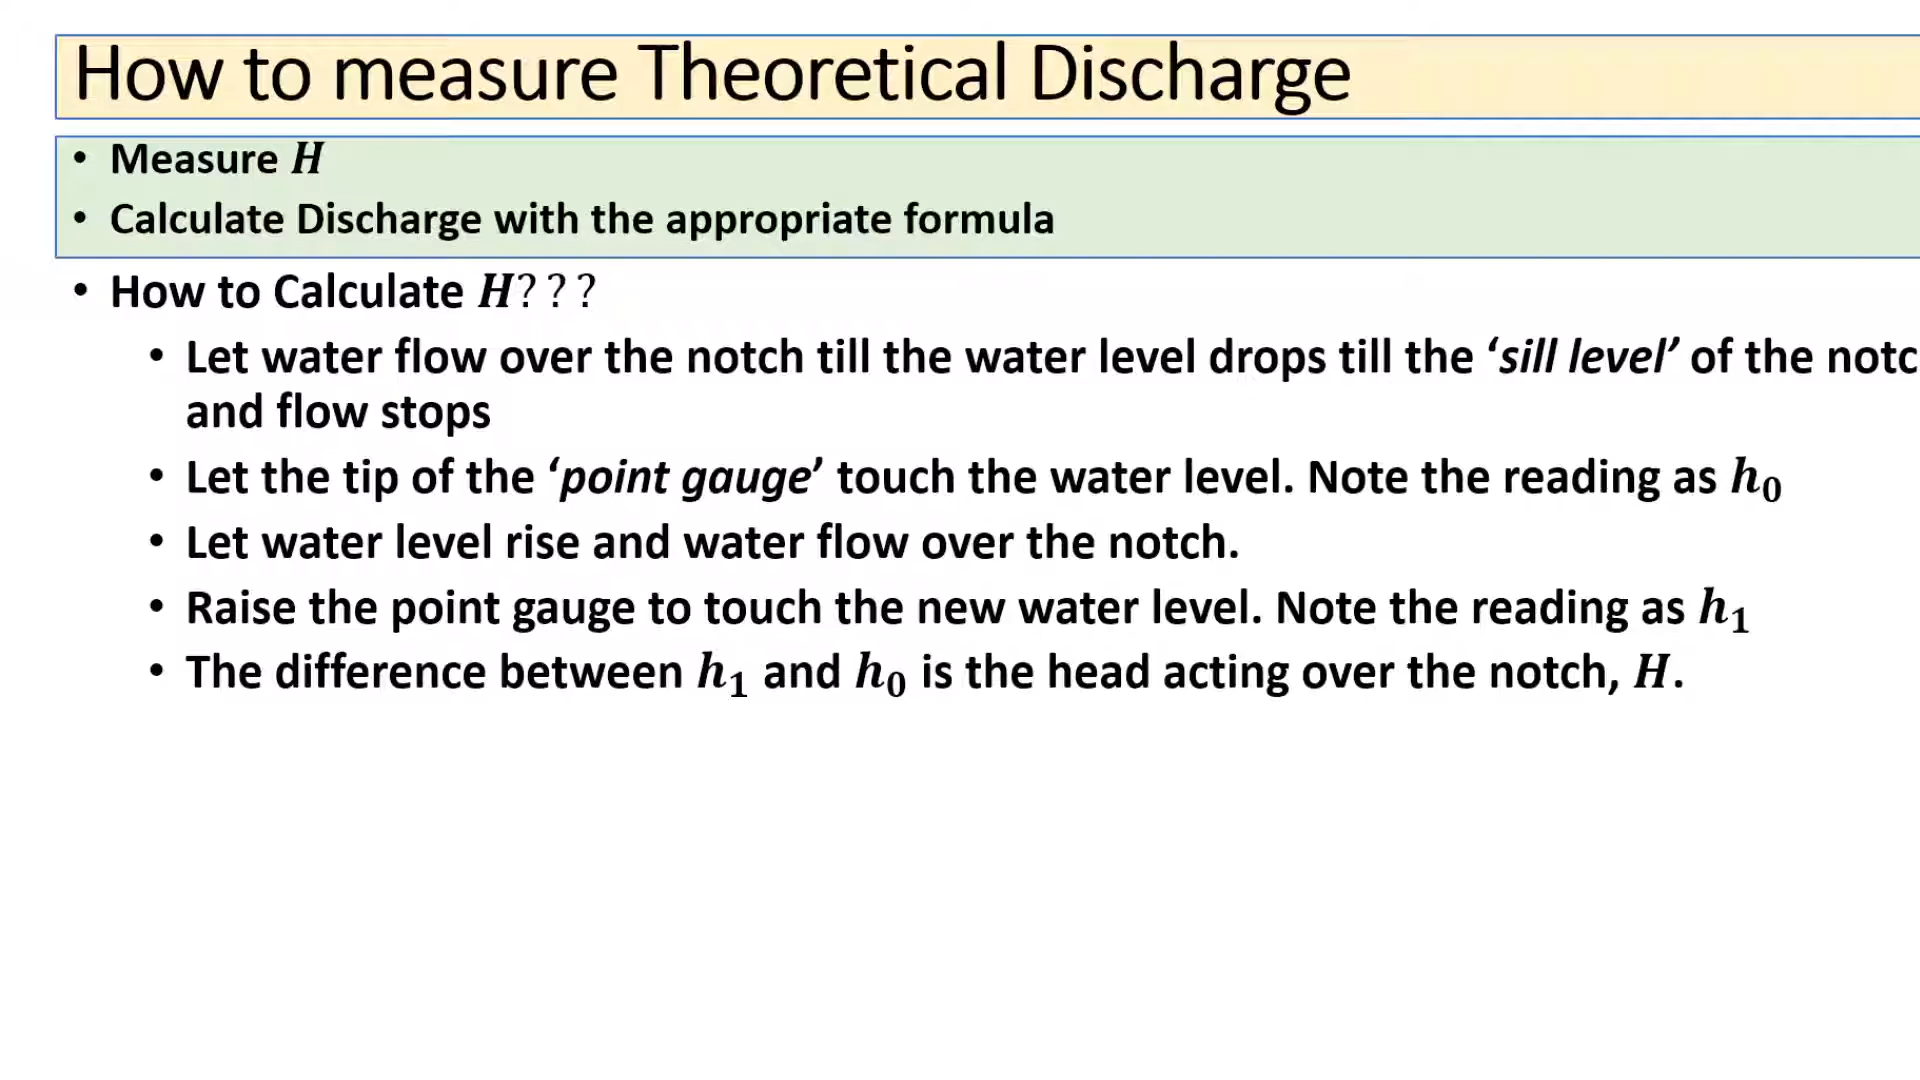 How to measure Theoretical Discharge
• Measure H
• Calculate Discharge with the appropriate formula
• How to Calculate H???
• Let water flow over the notch till the water level drops till the ‘sill level’ of the notc
and flow stops
• Let the tip of the ‘point gauge’ touch the water level. Note the reading as h₀
• Let water level rise and water flow over the notch.
• Raise the point gauge to touch the new water level. Note the reading as h₁
• The difference between h₁ and h₀ is the head acting over the notch, H.